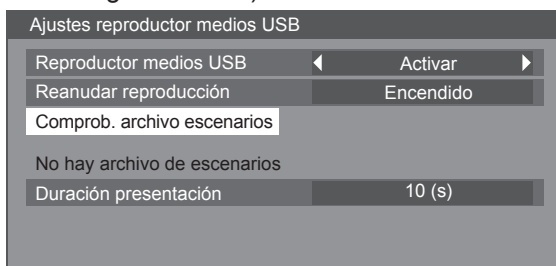 Ajustes reproductor medios USB
Reproductor medios USB Activar
Reanudar reproducción Encendido
Comprob. archivo escenarios
No hay archivo de escenarios
Duración presentación 10 (s)